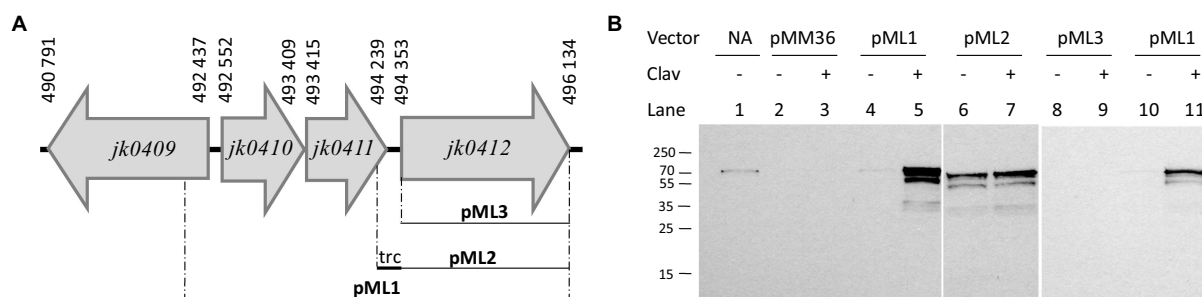 A
490 791
492 437
492 552
493 409
493 415
494 239
494 353
496 134
jk0409
jk0410
jk0411
jk0412
pML3
trc
pML2
pML1
B
Vector NA pMM36 pML1 pML2 pML3 pML1
Clav - - + - + - + - + - +
Lane 1 2 3 4 5 6 7 8 9 10 11
250
70
55
35
25
15